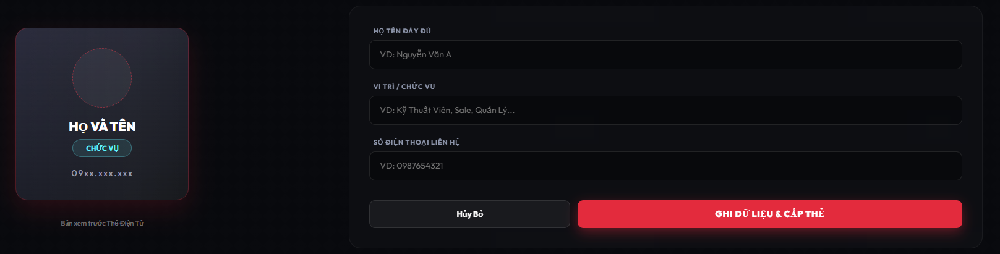 HỌ VÀ TÊN
CHỨC VỤ
09xx.xxx.xxx
Bản xem trước Thẻ Điện Tử
HỌ TÊN ĐẦY ĐỦ
VD: Nguyễn Văn A
VỊ TRÍ / CHỨC VỤ
VD: Kỹ Thuật Viên, Sale, Quản Lý...
SỐ ĐIỆN THOẠI LIÊN HỆ
VD: 0987654321
Hủy Bỏ
GHI DỮ LIỆU & CẤP THẺ